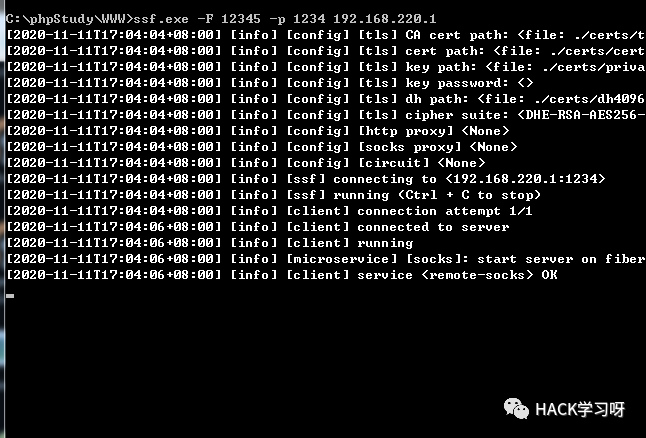 C:\phpStudy\WWW>ssf.exe -F 12345 -p 1234 192.168.220.1
[2020-11-11T17:04:04+08:00] [info] [config] [tls] CA cert path: <file: ./certs/t
[2020-11-11T17:04:04+08:00] [info] [config] [tls] cert path: <file: ./certs/cert
[2020-11-11T17:04:04+08:00] [info] [config] [tls] key path: <file: ./certs/priva
[2020-11-11T17:04:04+08:00] [info] [config] [tls] key password: <>
[2020-11-11T17:04:04+08:00] [info] [config] [tls] dh path: <file: ./certs/dh4096
[2020-11-11T17:04:04+08:00] [info] [config] [tls] cipher suite: <DHE-RSA-AES256-
[2020-11-11T17:04:04+08:00] [info] [config] [http proxy] <None>
[2020-11-11T17:04:04+08:00] [info] [config] [socks proxy] <None>
[2020-11-11T17:04:04+08:00] [info] [config] [circuit] <None>
[2020-11-11T17:04:04+08:00] [info] [ssf] connecting to <192.168.220.1:1234>
[2020-11-11T17:04:04+08:00] [info] [ssf] running <Ctrl + C to stop>
[2020-11-11T17:04:04+08:00] [info] [client] connection attempt 1/1
[2020-11-11T17:04:06+08:00] [info] [client] connected to server
[2020-11-11T17:04:06+08:00] [info] [client] running
[2020-11-11T17:04:06+08:00] [info] [microservice] [socks]: start server on fiber
[2020-11-11T17:04:06+08:00] [info] [client] service <remote-socks> OK
HACK学习呀